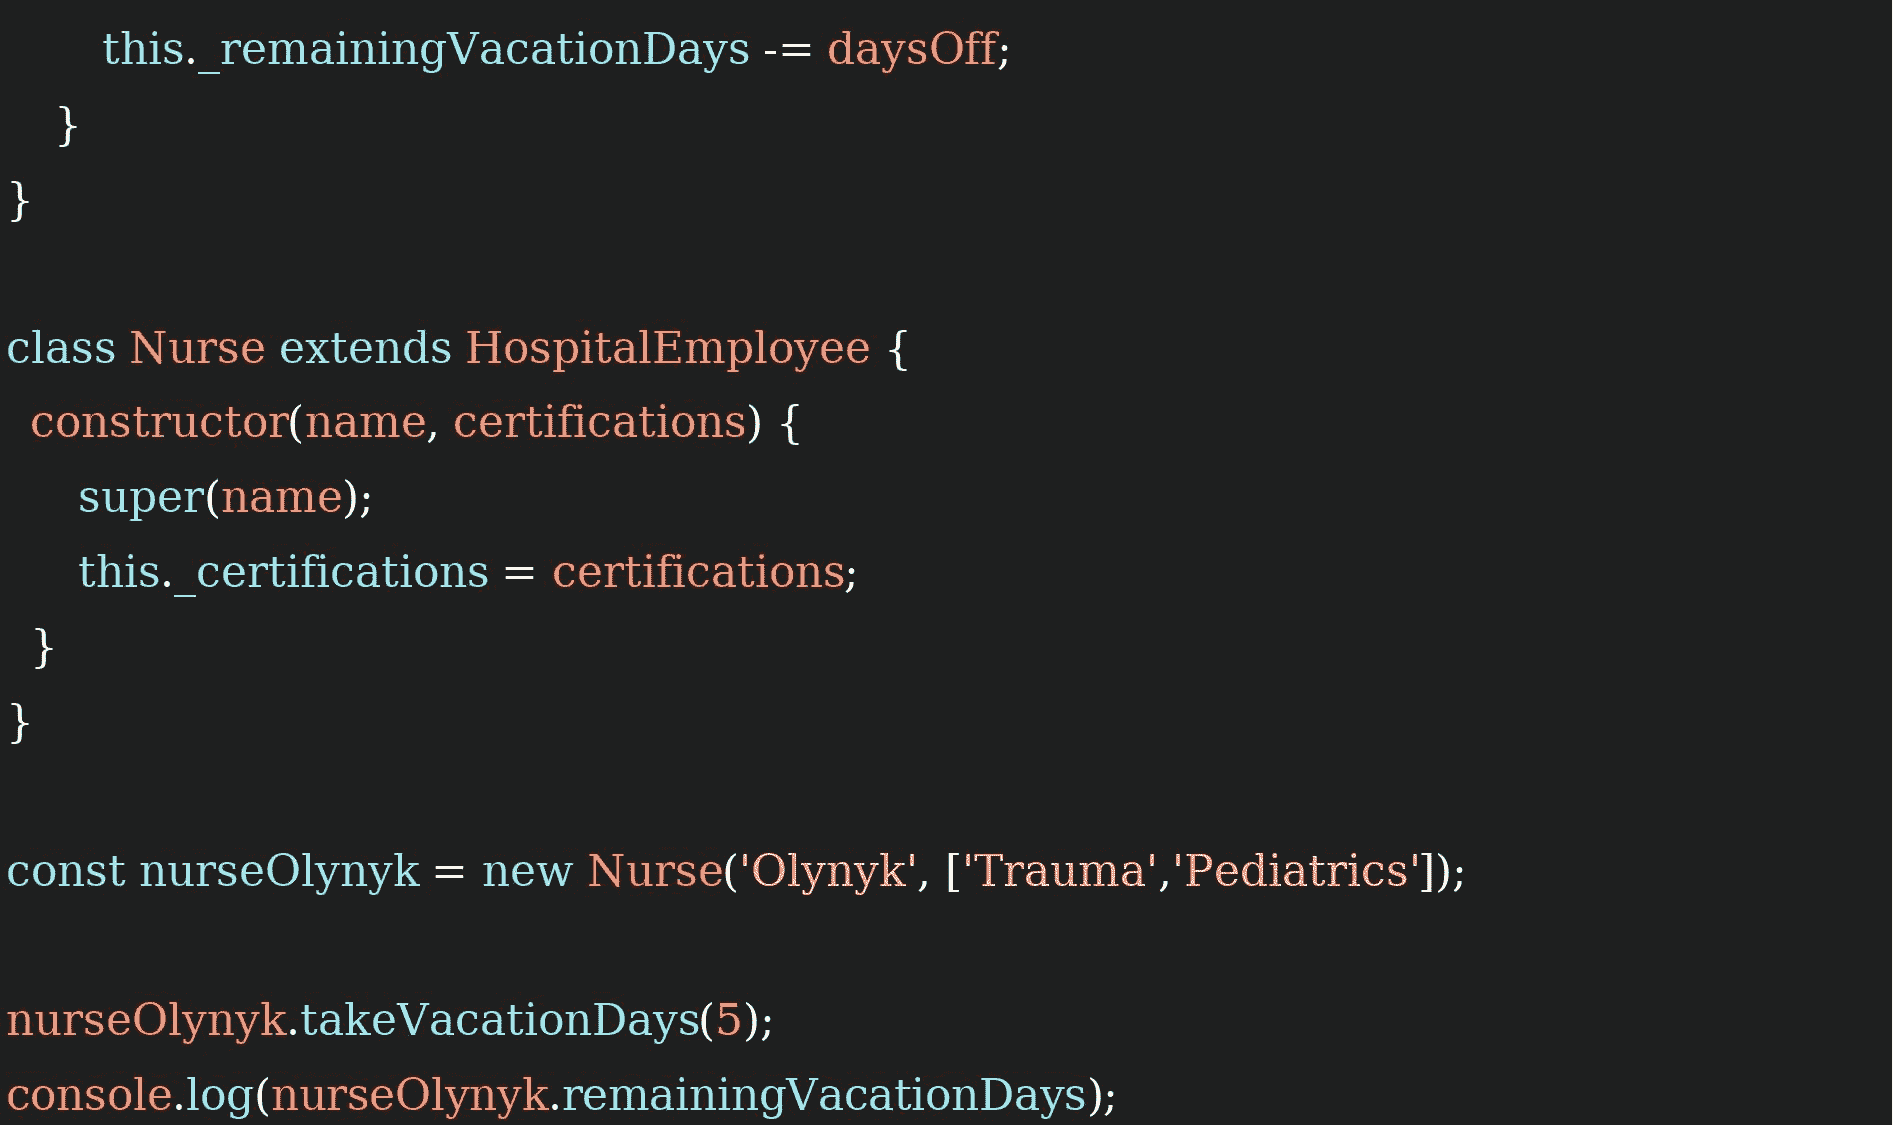 this._remainingVacationDays -= daysOff;
}
}
class Nurse extends HospitalEmployee {
constructor(name, certifications) {
super(name);
this._certifications = certifications;
}
}
const nurseOlynyk = new Nurse('Olynyk', ['Trauma','Pediatrics']);
nurseOlynyk.takeVacationDays(5);
console.log(nurseOlynyk.remainingVacationDays);